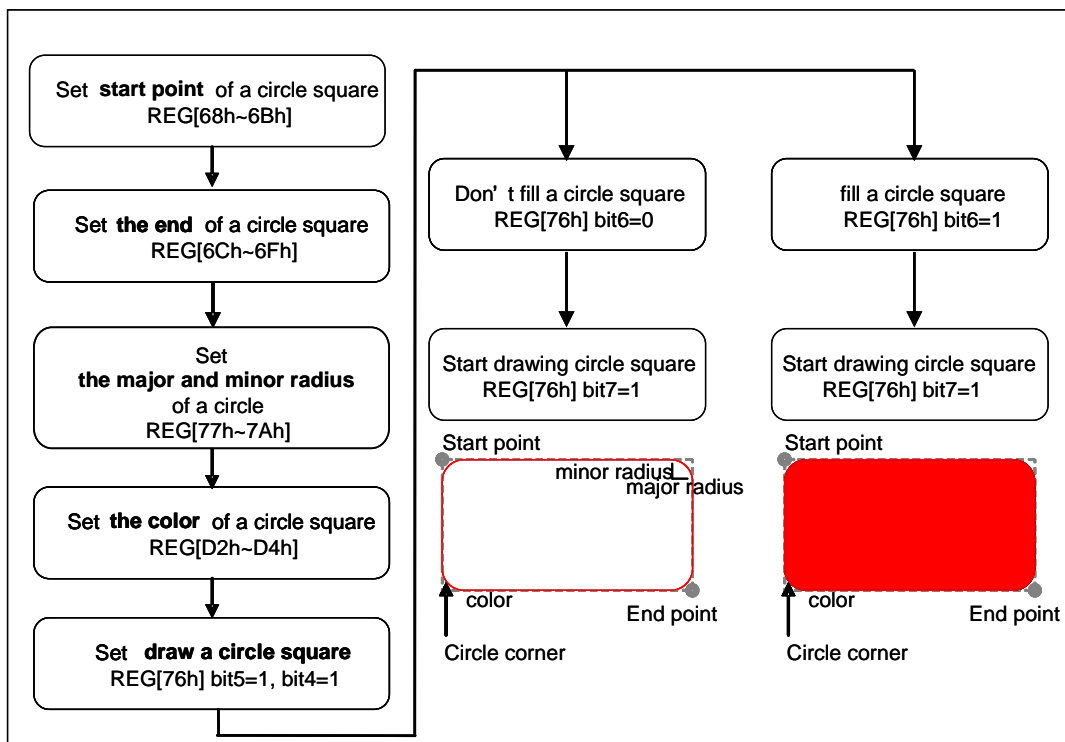 Set start point of a circle square
REG[68h~6Bh]
Set the end of a circle square
REG[6Ch~6Fh]
Set
the major and minor radius
of a circle
REG[77h~7Ah]
Set the color of a circle square
REG[D2h~D4h]
Set draw a circle square
REG[76h] bit5=1, bit4=1
Don' t fill a circle square
REG[76h] bit6=0
Start drawing circle square
REG[76h] bit7=1
Start point
minor radius
major radius
color
End point
Circle corner
fill a circle square
REG[76h] bit6=1
Start drawing circle square
REG[76h] bit7=1
Start point
color
End point
Circle corner